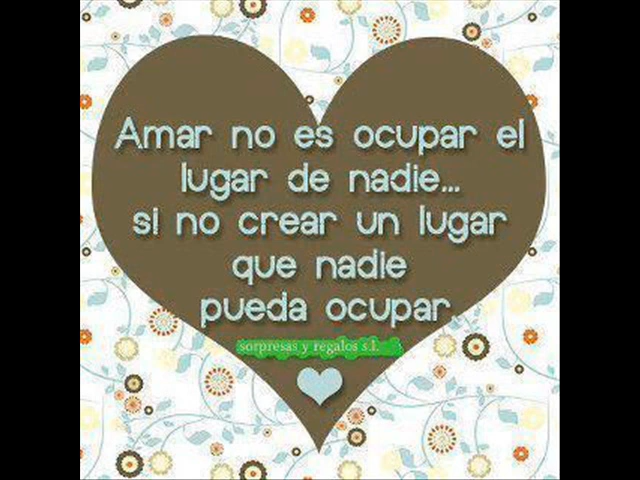 Amar no es ocupar el
lugar de nadie...
si no crear un lugar
que nadie
pueda ocupar.
sorpresas y regalos s.l.